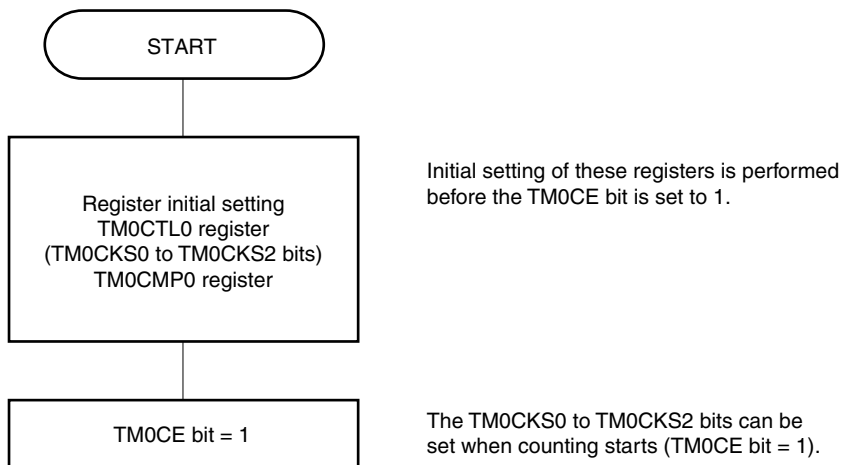 START
Register initial setting
TM0CTL0 register
(TM0CKS0 to TM0CKS2 bits)
TM0CMP0 register
Initial setting of these registers is performed
before the TM0CE bit is set to 1.
TM0CE bit = 1
The TM0CKS0 to TM0CKS2 bits can be
set when counting starts (TM0CE bit = 1).